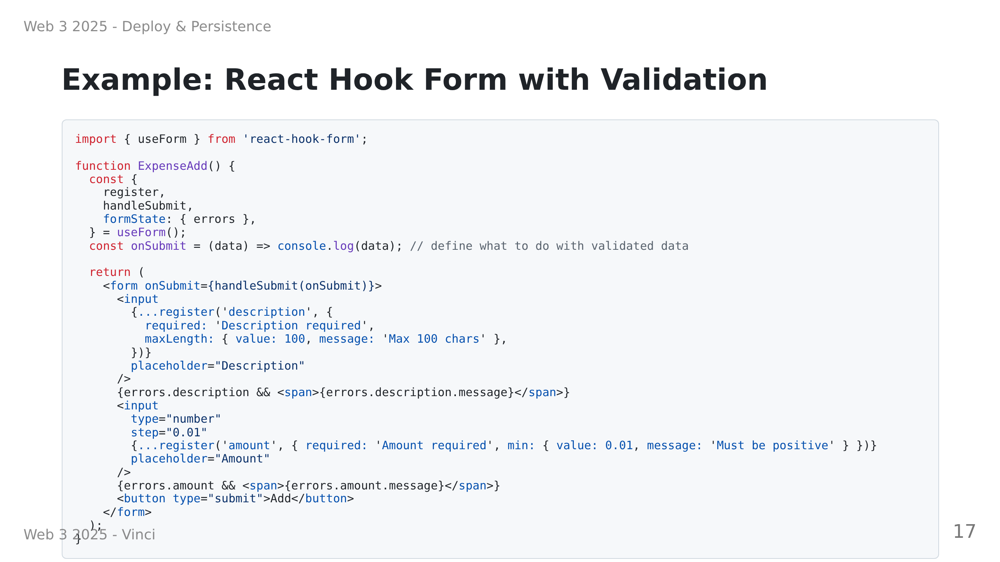 Web 3 2025 - Deploy & Persistence
Example: React Hook Form with Validation
import { useForm } from 'react-hook-form';

function ExpenseAdd() {
  const {
    register,
    handleSubmit,
    formState: { errors },
  } = useForm();
  const onSubmit = (data) => console.log(data); // define what to do with validated data

  return (
    <form onSubmit={handleSubmit(onSubmit)}>
      <input
        {...register('description', {
          required: 'Description required',
          maxLength: { value: 100, message: 'Max 100 chars' },
        })}
        placeholder="Description"
      />
      {errors.description && <span>{errors.description.message}</span>}
      <input
        type="number"
        step="0.01"
        {...register('amount', { required: 'Amount required', min: { value: 0.01, message: 'Must be positive' } })}
        placeholder="Amount"
      />
      {errors.amount && <span>{errors.amount.message}</span>}
      <button type="submit">Add</button>
    </form>
  );
}
Web 3 2025 - Vinci
17